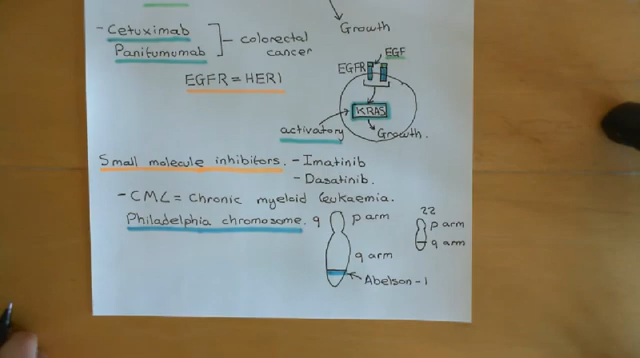 Growth
- Cetuximab
Panitumumab
- colorectal
cancer
EGFR = HER1
EGF
EGFR
KRAS
activatory
Growth.
Small molecule inhibitors. - Imatinib
- Dasatinib.
- CML = Chronic myeloid leukaemia.
Philadelphia chromosome. 9
p arm
q arm
Abelson-1
22
p arm
q arm